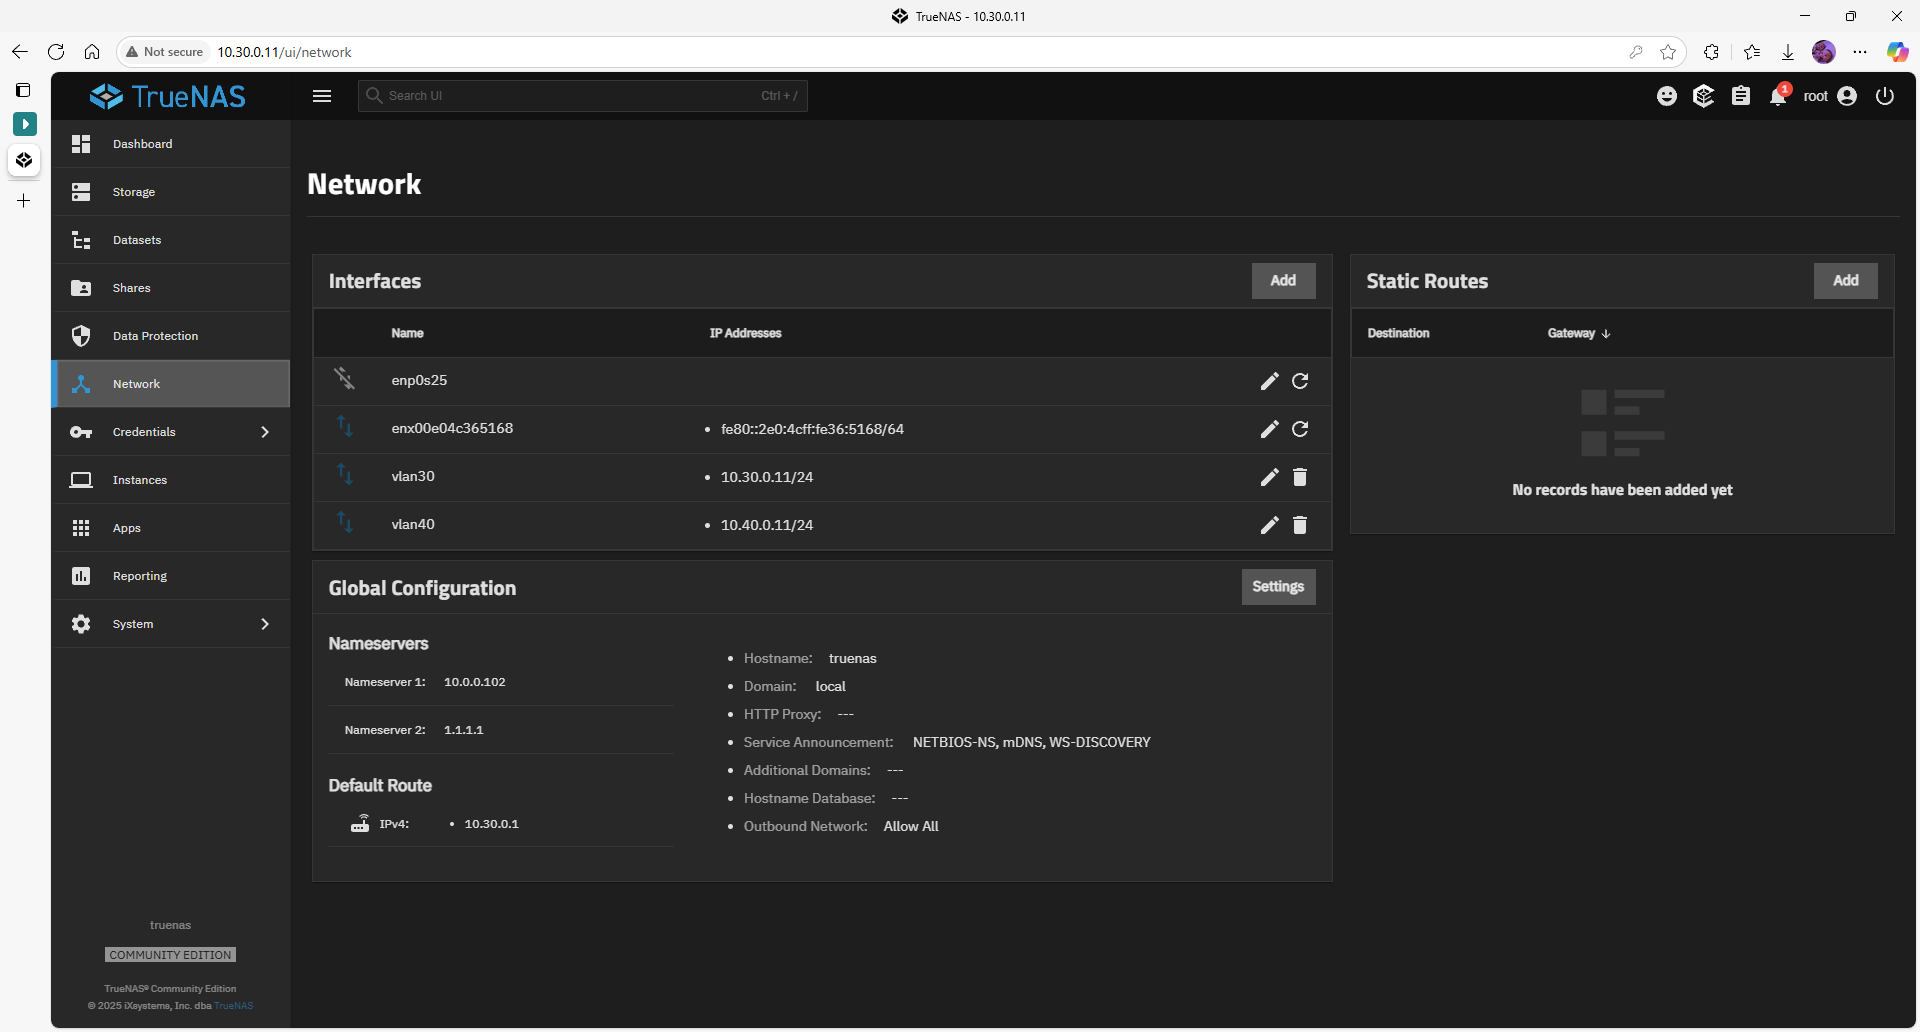 TrueNAS - 10.30.0.11
Not secure
10.30.0.11/ui/network
TrueNAS
Search UI
Ctrl + /
1
root
Dashboard
Storage
Datasets
Shares
Data Protection
Network
Credentials
Instances
Apps
Reporting
System
truenas
COMMUNITY EDITION
TrueNAS® Community Edition
© 2025 iXsystems, Inc. dba TrueNAS
Network
Interfaces
Add
Name
IP Addresses
enp0s25
enx00e04c365168
• fe80::2e0:4cff:fe36:5168/64
vlan30
• 10.30.0.11/24
vlan40
• 10.40.0.11/24
Global Configuration
Settings
Nameservers
Nameserver 1: 10.0.0.102
Nameserver 2: 1.1.1.1
Default Route
IPv4: • 10.30.0.1
• Hostname: truenas
• Domain: local
• HTTP Proxy: ---
• Service Announcement: NETBIOS-NS, mDNS, WS-DISCOVERY
• Additional Domains: ---
• Hostname Database: ---
• Outbound Network: Allow All
Static Routes
Add
Destination
Gateway
No records have been added yet